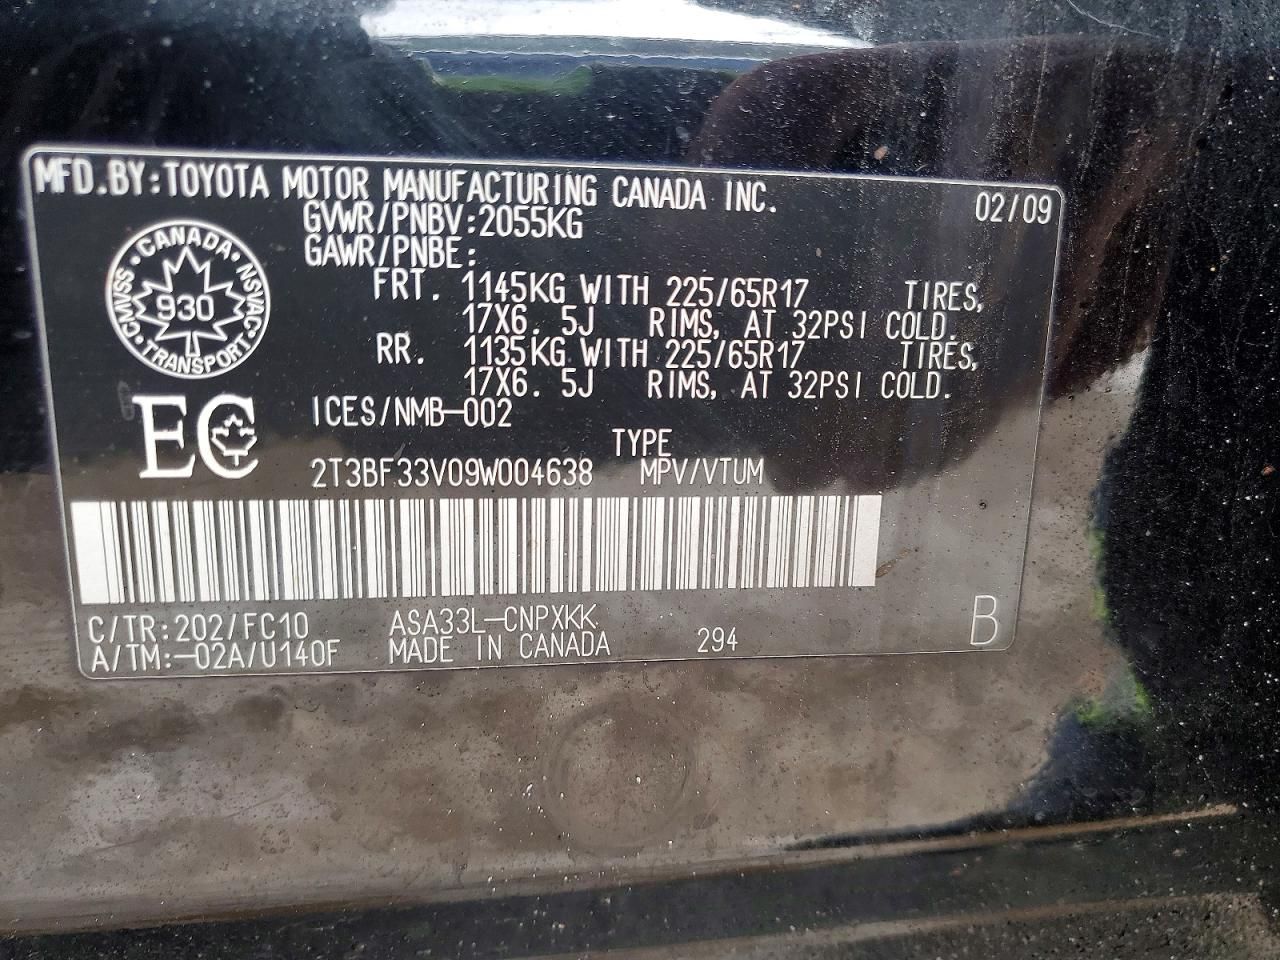 MFD.BY:TOYOTA MOTOR MANUFACTURING CANADA INC. 02/09
GVWR/PNBV:2055KG
GAWR/PNBE:
FRT. 1145KG WITH 225/65R17 TIRES,
17X6. 5J RIMS, AT 32PSI COLD.
RR. 1135KG WITH 225/65R17 TIRES,
17X6. 5J RIMS, AT 32PSI COLD.
CANADA · NSVAC · TRANSPORT · CMVSS
930
EC
ICES/NMB-002
TYPE
2T3BF33V09W004638 MPV/VTUM
C/TR:202/FC10 ASA33L-CNPXKK
A/TM:-02A/U140F MADE IN CANADA 294 B